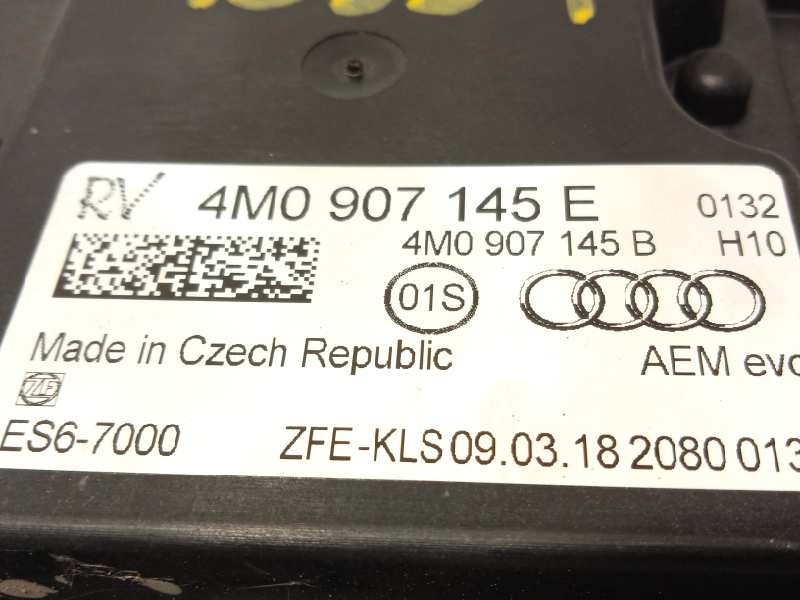 RV 4M0 907 145 E 0132
4M0 907 145 B H10
01S
Made in Czech Republic AEM evo
ES6-7000 ZFE-KLS 09.03.18 2080 013